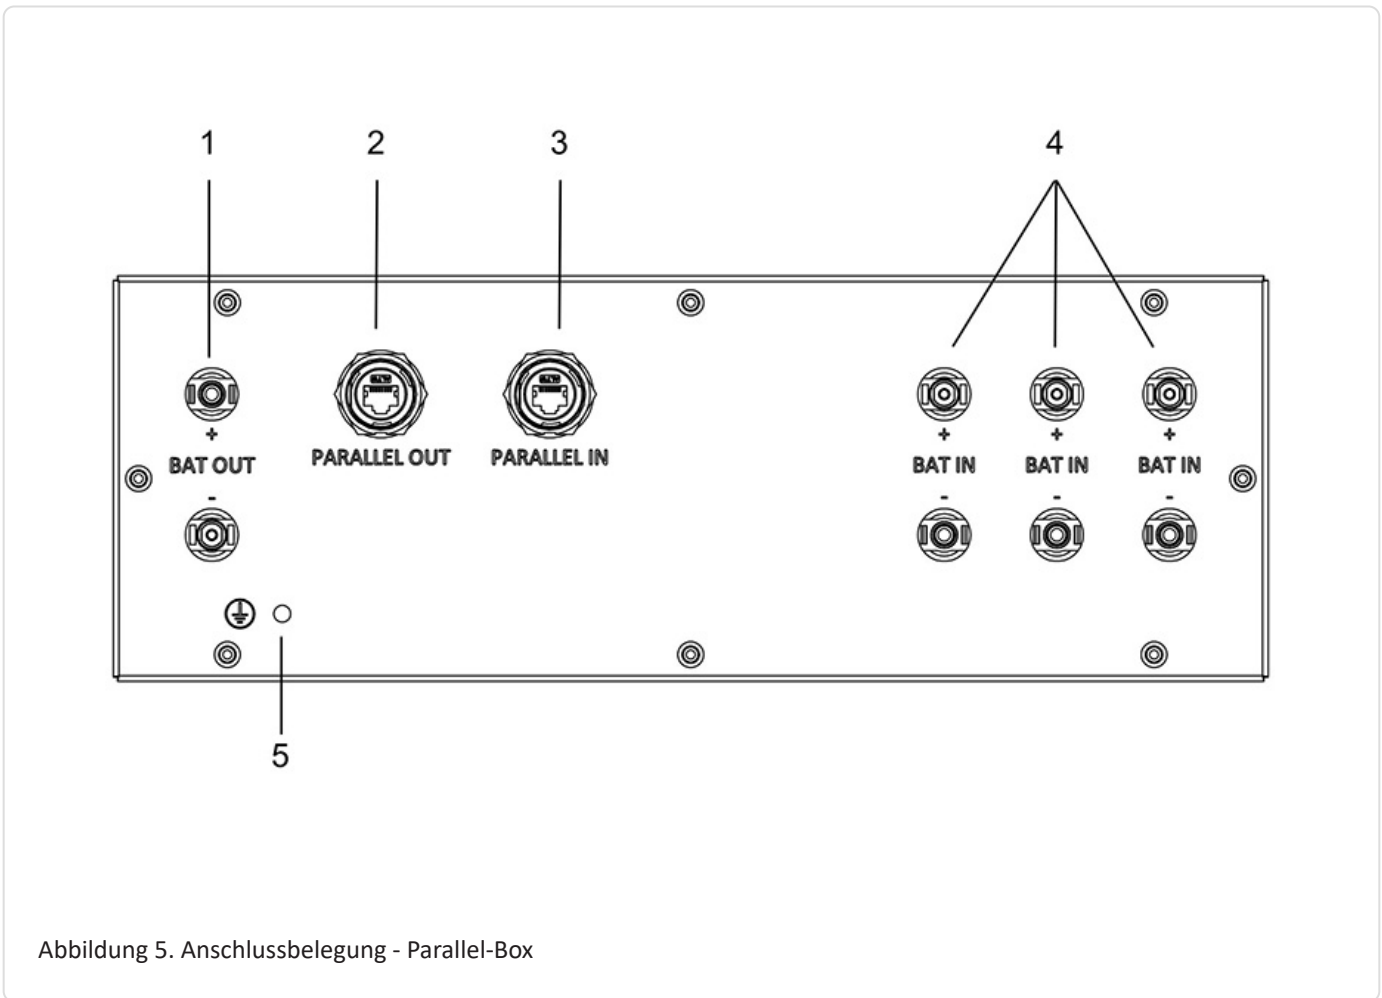 1 2 3 4
+ + + +
BAT OUT PARALLEL OUT PARALLEL IN BAT IN BAT IN BAT IN
- - - -
5
Abbildung 5. Anschlussbelegung - Parallel-Box